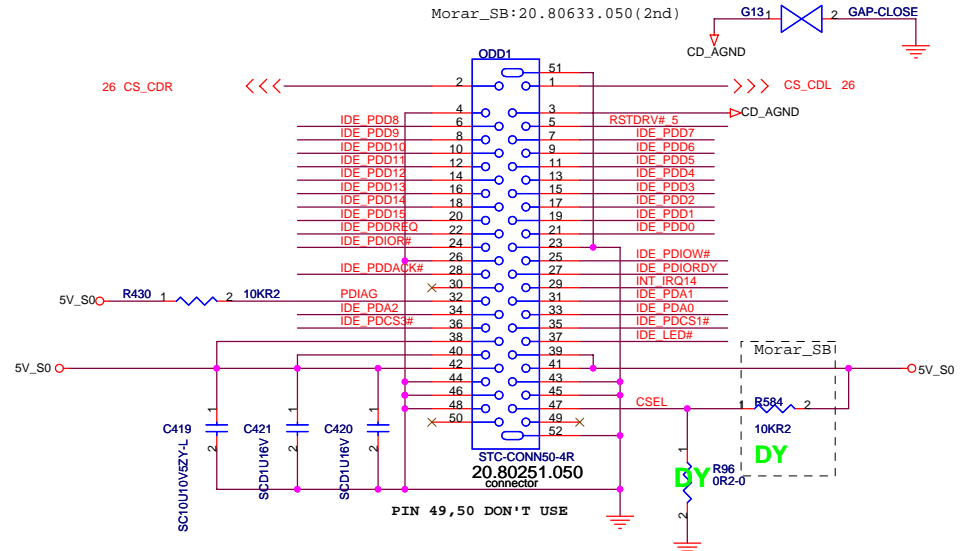 Morar_SB:20.80633.050(2nd)
G13 1 2 GAP-CLOSE
CD_AGND
ODD1
51
26 CS_CDR 2 1 CS_CDL 26
4 3 CD_AGND
IDE_PDD8 6 5 RSTDRV#_5
IDE_PDD9 8 7 IDE_PDD7
IDE_PDD10 10 9 IDE_PDD6
IDE_PDD11 12 11 IDE_PDD5
IDE_PDD12 14 13 IDE_PDD4
IDE_PDD13 16 15 IDE_PDD3
IDE_PDD14 18 17 IDE_PDD2
IDE_PDD15 20 19 IDE_PDD1
IDE_PDDREQ 22 21 IDE_PDD0
IDE_PDIOR# 24 23
26 25 IDE_PDIOW#
IDE_PDDACK# 28 27 IDE_PDIORDY
30 29 INT_IRQ14
5V_S0 R430 1 2 10KR2 PDIAG 32 31 IDE_PDA1
IDE_PDA2 34 33 IDE_PDA0
IDE_PDCS3# 36 35 IDE_PDCS1#
38 37 IDE_LED#
40 39 Morar_SB
5V_S0 42 41 5V_S0
44 43
46 45
48 47 CSEL 1 R584 2
50 49
10KR2
DY
52
1 1 1
C419 C421 C420
2 2 2
SC10U10V5ZY-L
SCD1U16V
SCD1U16V
STC-CONN50-4R
20.80251.050
connector
1
DY R96
0R2-0
2
PIN 49,50 DON'T USE